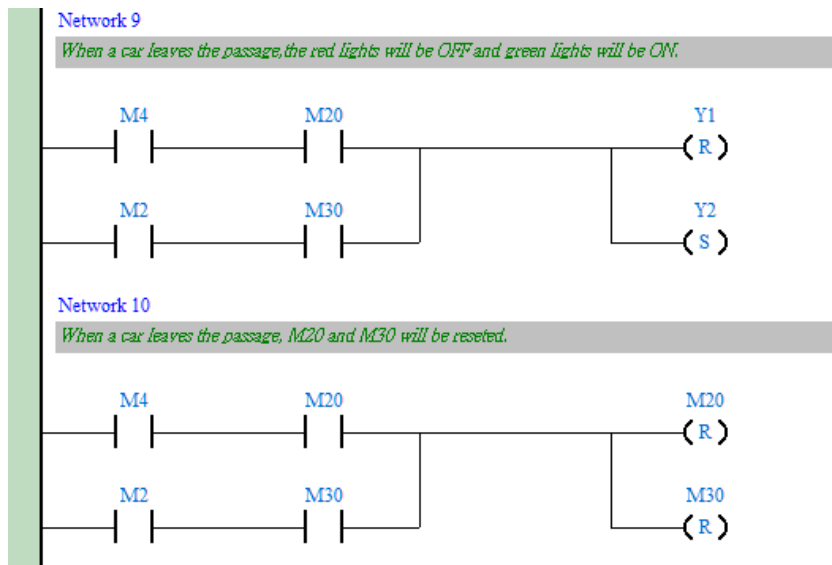 Network 9
When a car leaves the passage,the red lights will be OFF and green lights will be ON.
M4 M20 Y1
R
M2 M30 Y2
S
Network 10
When a car leaves the passage, M20 and M30 will be reseted.
M4 M20 M20
R
M2 M30 M30
R